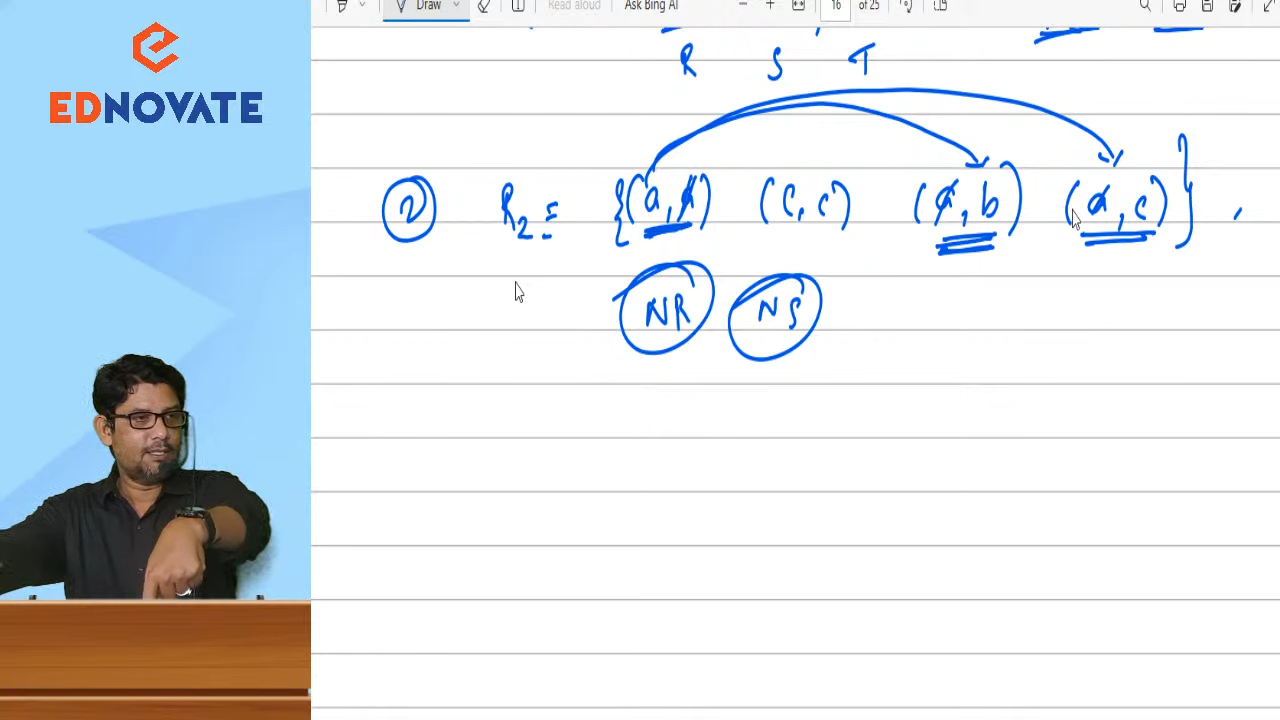 Draw
Read aloud
Ask Bing AI
16 of 25
EDNOVATE
R S T
② R₂ = {(a, a) (c, c) (a, b) (a, c)} ,
NR NS